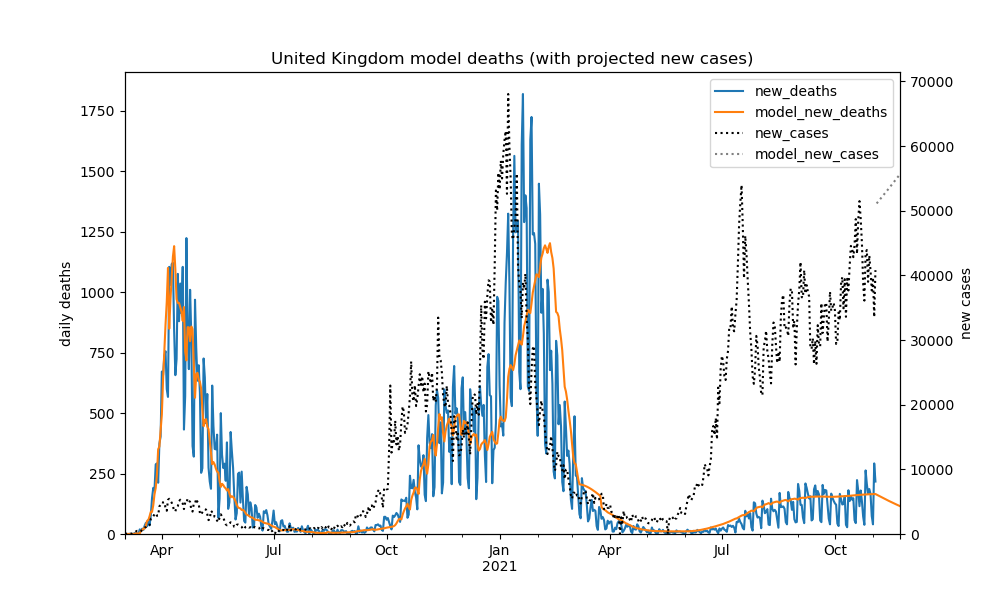 United Kingdom model deaths (with projected new cases)
new_deaths
model_new_deaths
new_cases
model_new_cases
daily deaths
1750
1500
1250
1000
750
500
250
0
new cases
70000
60000
50000
40000
30000
20000
10000
0
Apr
Jul
Oct
Jan
2021
Apr
Jul
Oct